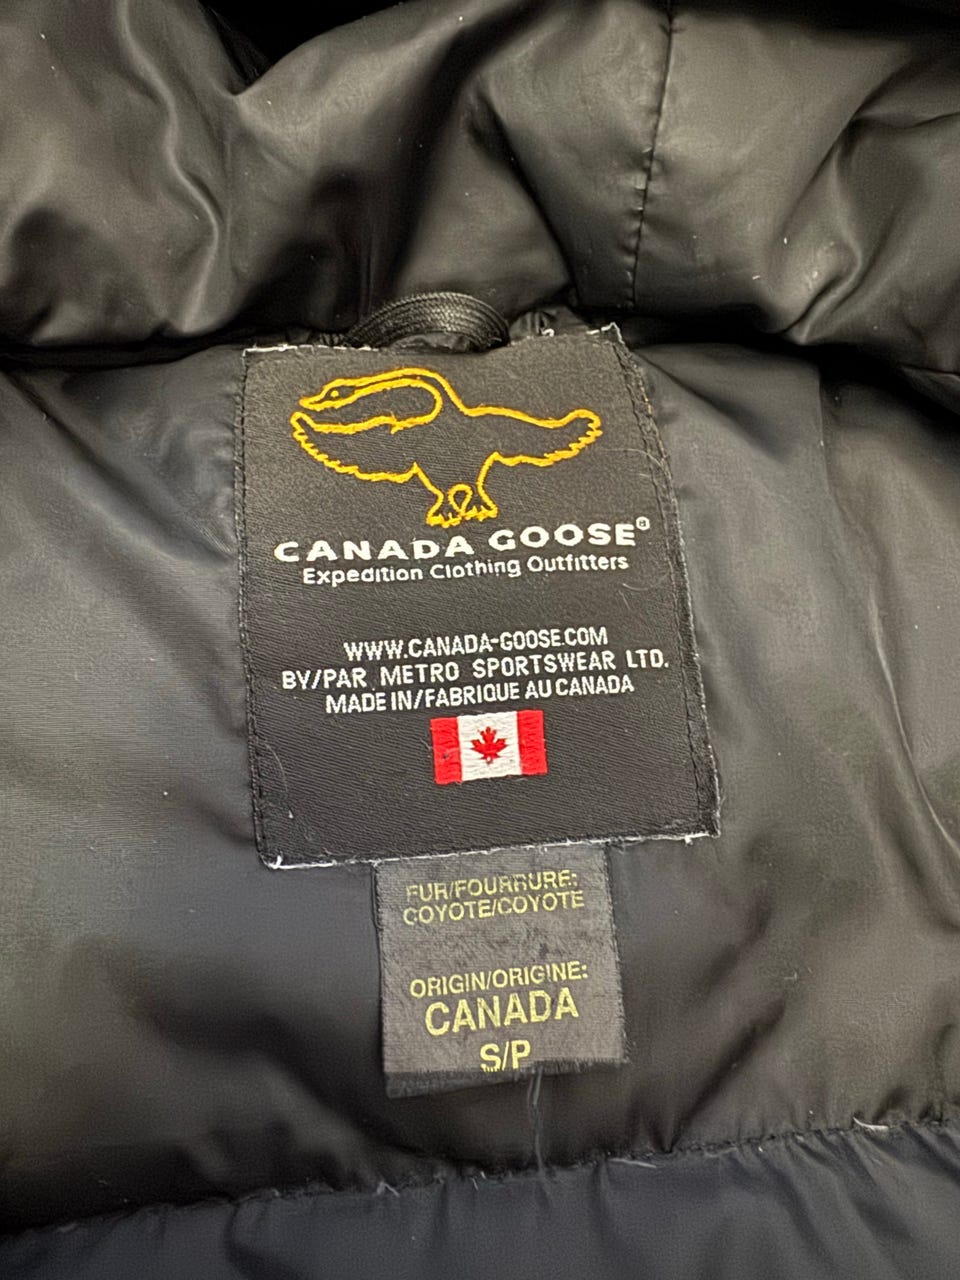 CANADA GOOSE®
Expedition Clothing Outfitters
WWW.CANADA-GOOSE.COM
BY/PAR METRO SPORTSWEAR LTD.
MADE IN/FABRIQUE AU CANADA
FUR/FOURRURE:
COYOTE/COYOTE
ORIGIN/ORIGINE:
CANADA
S/P